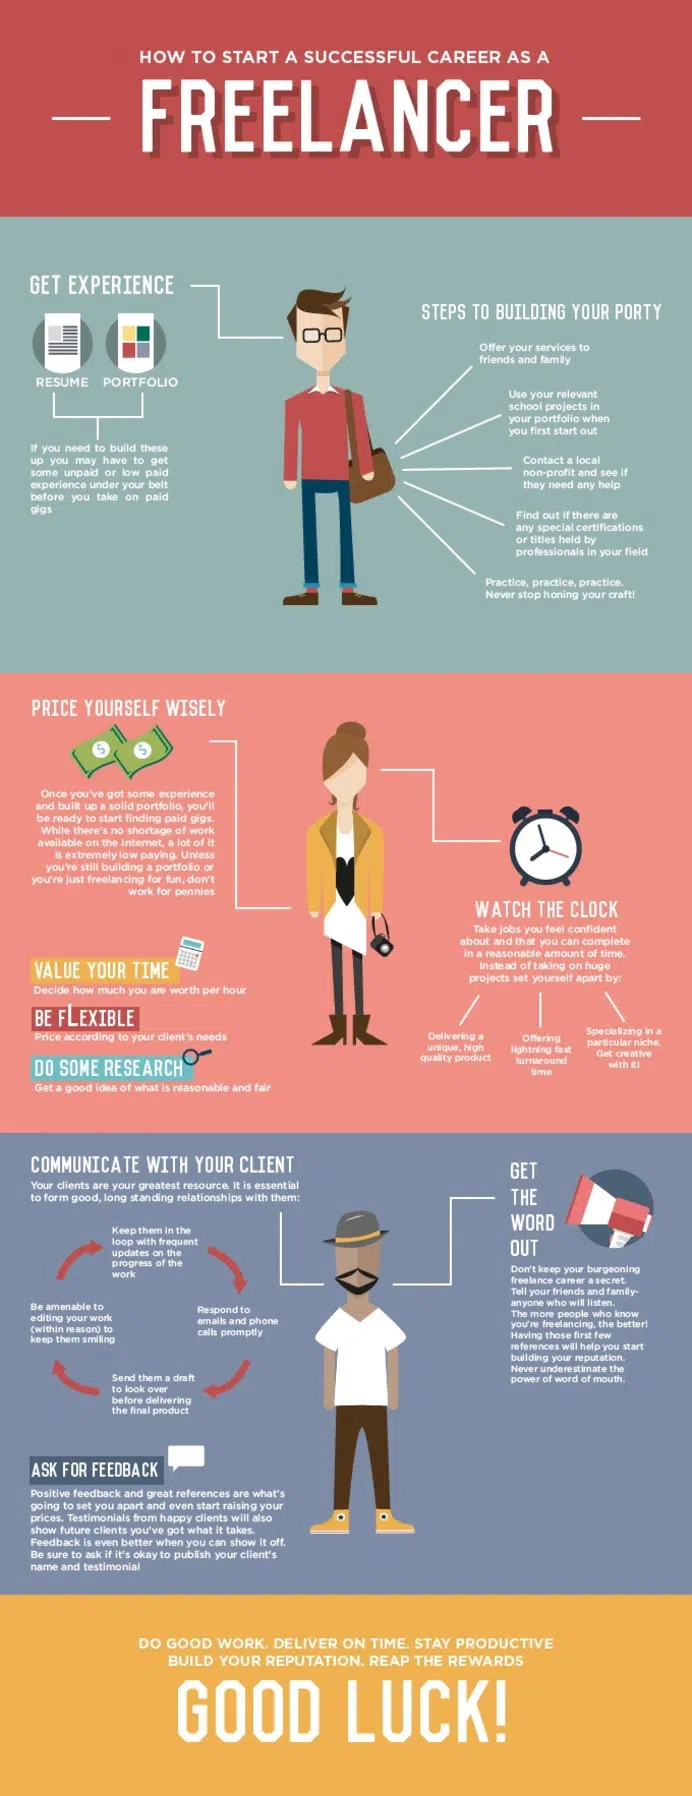 HOW TO START A SUCCESSFUL CAREER AS A
FREELANCER
GET EXPERIENCE
RESUME
PORTFOLIO
If you need to build these
up you may have to get
some unpaid or low paid
experience under your belt
before you take on paid
gigs
STEPS TO BUILDING YOUR PORTY
Offer your services to
friends and family
Use your relevant
school projects in
your portfolio when
you first start out
Contact a local
non-profit and see if
they need any help
Find out if there are
any special certifications
or titles held by
professionals in your field
Practice, practice, practice.
Never stop honing your craft!
PRICE YOURSELF WISELY
5
5
Once you've got some experience
and built up a solid portfolio, you'll
be ready to start finding paid gigs.
While there's no shortage of work
available on the Internet, a lot of it
is extremely low paying. Unless
you're still building a portfolio or
you're just freelancing for fun, don't
work for pennies
VALUE YOUR TIME
Decide how much you are worth per hour
BE FLEXIBLE
Price according to your client's needs
DO SOME RESEARCH
Get a good idea of what is reasonable and fair
WATCH THE CLOCK
Take jobs you feel confident
about and that you can complete
in a reasonable amount of time.
Instead of taking on huge
projects set yourself apart by:
Delivering a
unique, high
quality product
Offering
lightning fast
turnaround
time
Specializing in a
particular niche.
Get creative
with it!
COMMUNICATE WITH YOUR CLIENT
Your clients are your greatest resource. It is essential
to form good, long standing relationships with them:
Keep them in the
loop with frequent
updates on the
progress of the
work
Respond to
emails and phone
calls promptly
Send them a draft
to look over
before delivering
the final product
Be amenable to
editing your work
(within reason) to
keep them smiling
GET
THE
WORD
OUT
Don't keep your burgeoning
freelance career a secret.
Tell your friends and family-
anyone who will listen.
The more people who know
you're freelancing, the better!
Having those first few
references will help you start
building your reputation.
Never underestimate the
power of word of mouth.
ASK FOR FEEDBACK
Positive feedback and great references are what's
going to set you apart and even start raising your
prices. Testimonials from happy clients will also
show future clients you've got what it takes.
Feedback is even better when you can show it off.
Be sure to ask if it's okay to publish your client's
name and testimonial
DO GOOD WORK. DELIVER ON TIME. STAY PRODUCTIVE
BUILD YOUR REPUTATION. REAP THE REWARDS
GOOD LUCK!